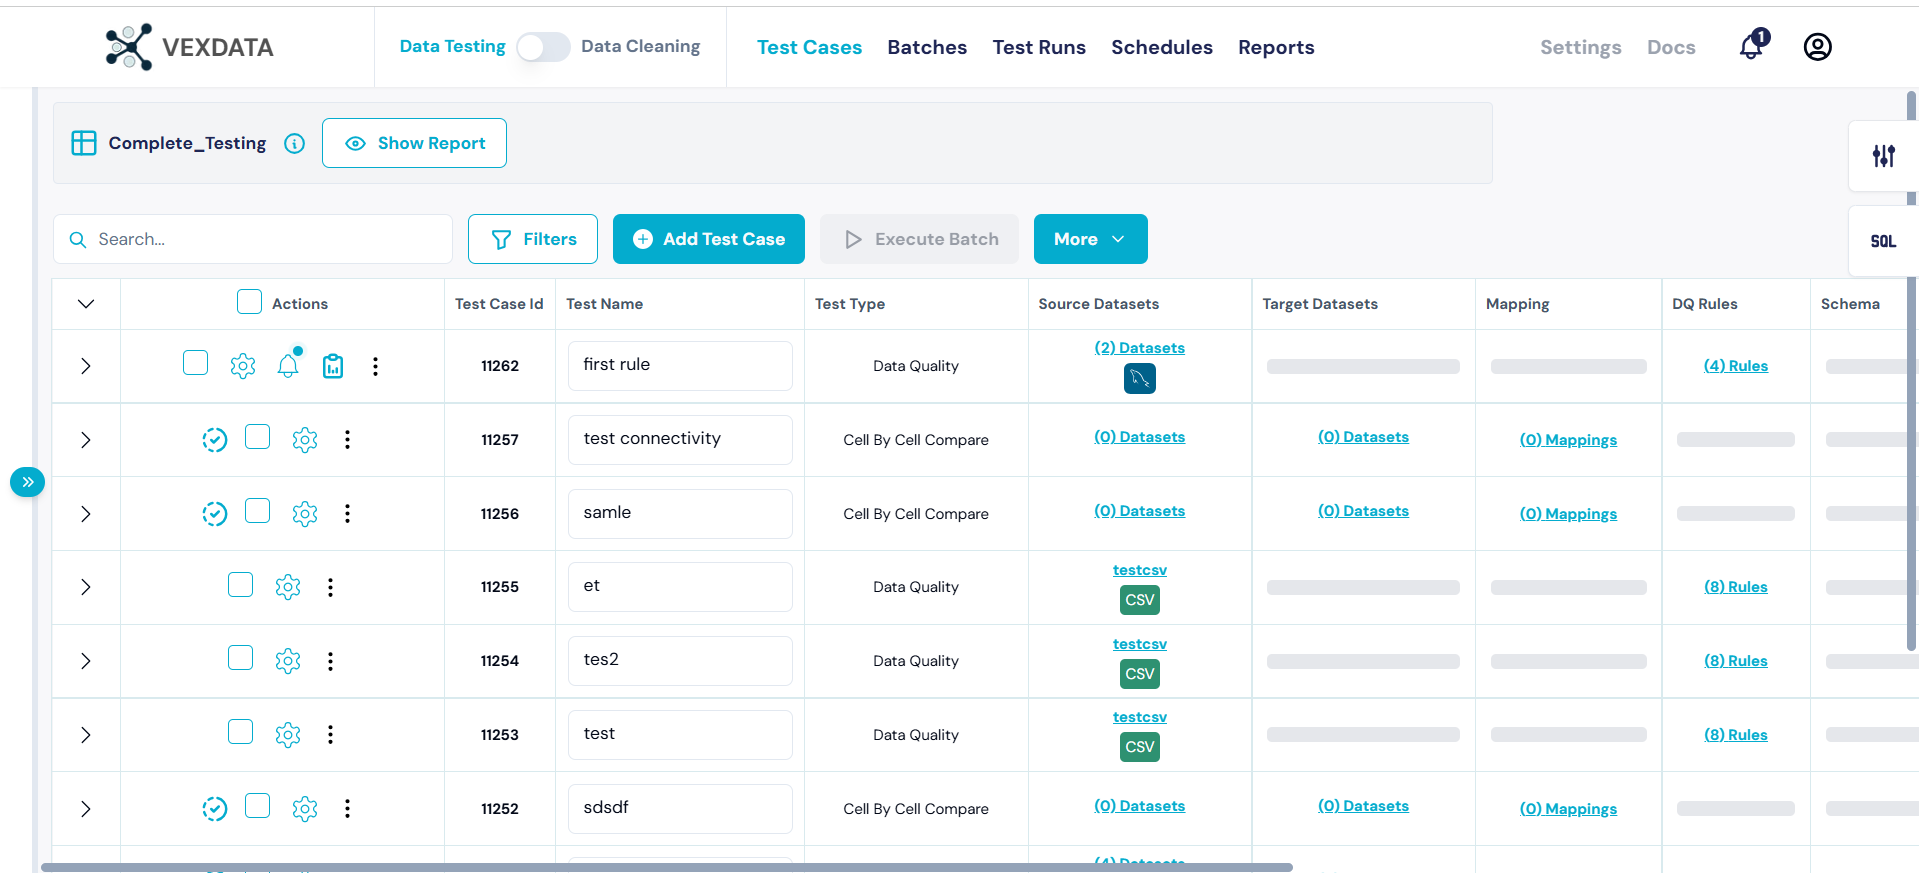 VEXDATA
Data Testing Data Cleaning
Test Cases Batches Test Runs Schedules Reports
Settings Docs 1
Complete_Testing Show Report
SQL
Search... Filters Add Test Case Execute Batch More
Actions Test Case Id Test Name Test Type Source Datasets Target Datasets Mapping DQ Rules Schema
11262 first rule Data Quality (2) Datasets (4) Rules
11257 test connectivity Cell By Cell Compare (0) Datasets (0) Datasets (0) Mappings
11256 samle Cell By Cell Compare (0) Datasets (0) Datasets (0) Mappings
11255 et Data Quality testcsv CSV (8) Rules
11254 tes2 Data Quality testcsv CSV (8) Rules
11253 test Data Quality testcsv CSV (8) Rules
11252 sdsdf Cell By Cell Compare (0) Datasets (0) Datasets (0) Mappings